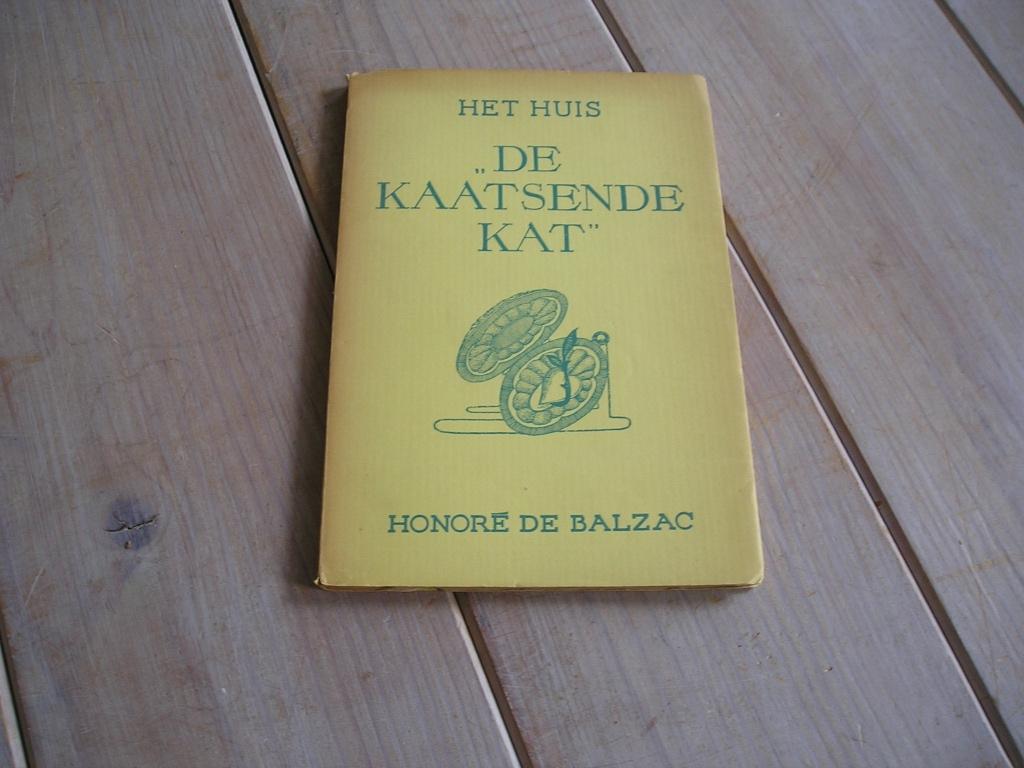 HET HUIS
„DE
KAATSENDE
KAT”
HONORÉ DE BALZAC